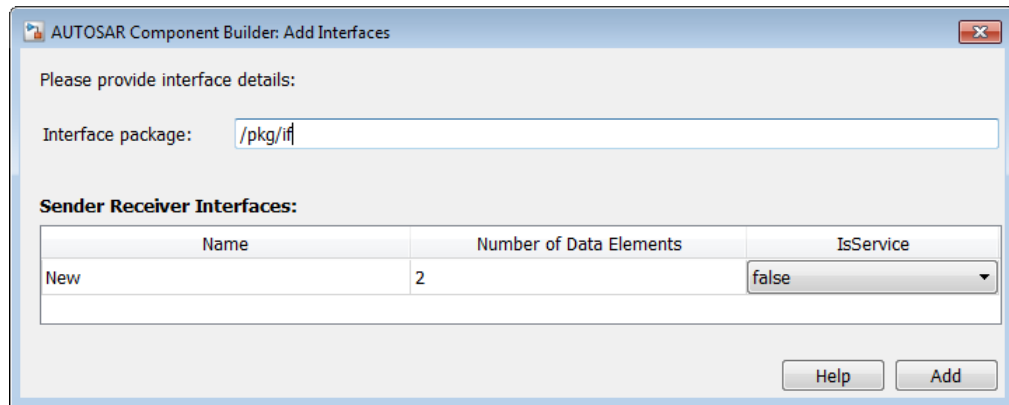 AUTOSAR Component Builder: Add Interfaces
Please provide interface details:
Interface package: /pkg/if
Sender Receiver Interfaces:
Name Number of Data Elements IsService
New 2 false
Help Add